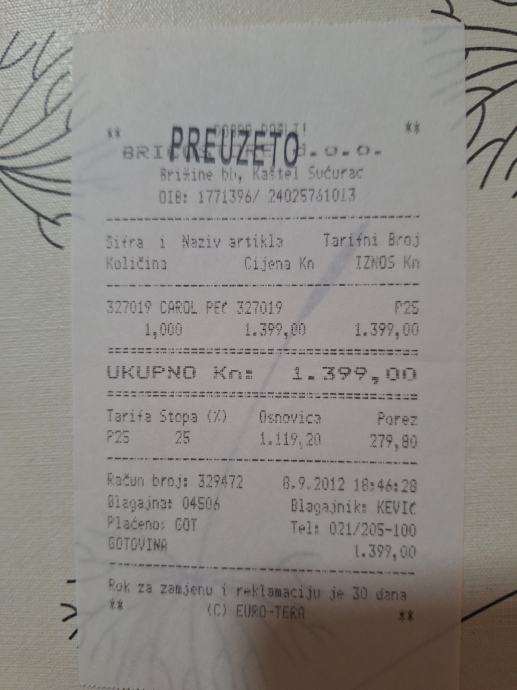 ** DOBRO DOŠLI! **
PREUZETO
d.o.o.
Brižine bb, Kaštel Sućurac
OIB: 1771396/ 24025761013
Šifra i Naziv artikla Tarifni Broj
Količina Cijena Kn IZNOS Kn
327019 CAROL PEĆ 327019 P25
1,000 1.399,00 1.399,00
UKUPNO Kn: 1.399,00
Tarifa Stopa (%) Osnovica Porez
P25 25 1.119,20 279,80
Račun broj: 329472 8.9.2012 18:46:28
Blagajna: 04506 Blagajnik: KEVIĆ
Plaćeno: GOT Tel: 021/205-100
GOTOVINA 1.399,00
Rok za zamjenu i reklamaciju je 30 dana
** (C) EURO-TERA **